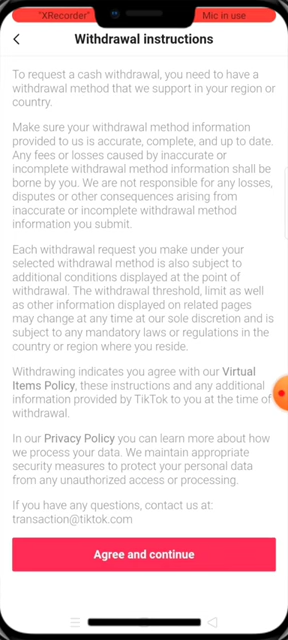 "XRecorder"
Mic in use
Withdrawal instructions
To request a cash withdrawal, you need to have a
withdrawal method that we support in your region or
country.
Make sure your withdrawal method information
provided to us is accurate, complete, and up to date.
Any fees or losses caused by inaccurate or
incomplete withdrawal method information shall be
borne by you. We are not responsible for any losses,
disputes or other consequences arising from
inaccurate or incomplete withdrawal method
information you submit.
Each withdrawal request you make under your
selected withdrawal method is also subject to
additional conditions displayed at the point of
withdrawal. The withdrawal threshold, limit as well
as other information displayed on related pages
may change at any time at our sole discretion and is
subject to any mandatory laws or regulations in the
country or region where you reside.
Withdrawing indicates you agree with our Virtual
Items Policy, these instructions and any additional
information provided by TikTok to you at the time of
withdrawal.
In our Privacy Policy you can learn more about how
we process your data. We maintain appropriate
security measures to protect your personal data
from any unauthorized access or processing.
If you have any questions, contact us at:
transaction@tiktok.com
Agree and continue